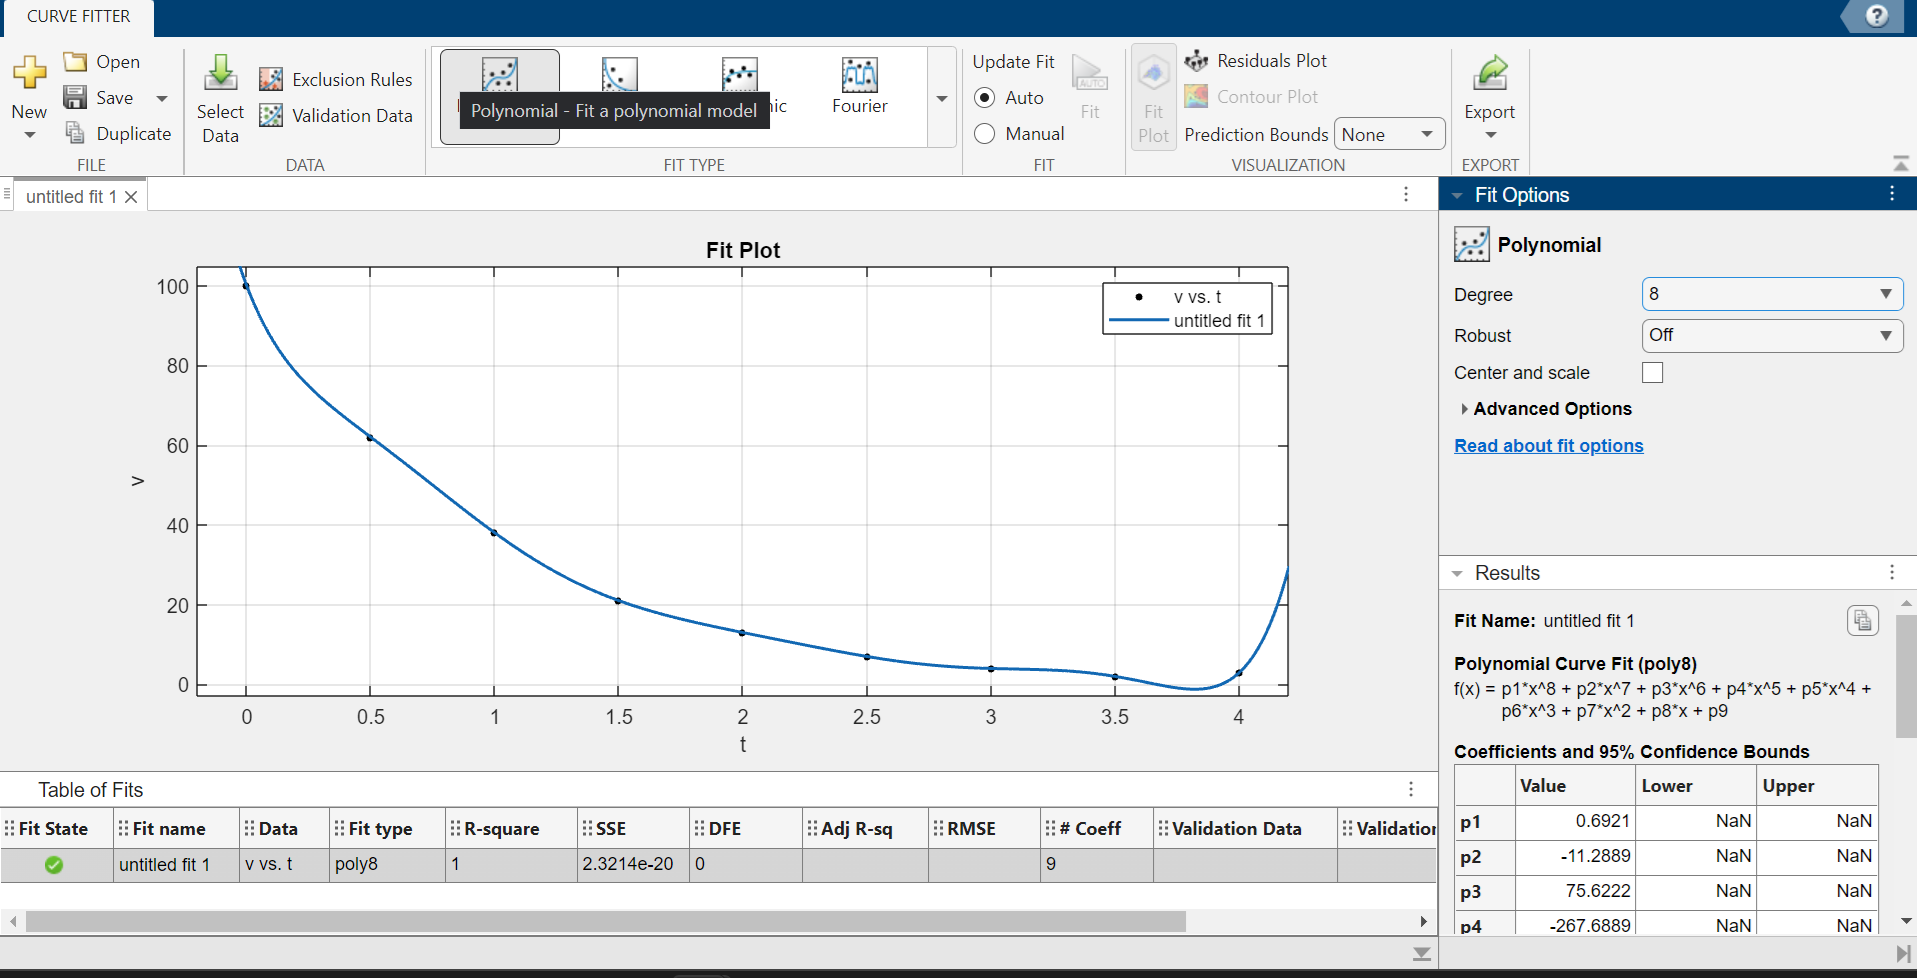 CURVE FITTER
New
Open
Save
Duplicate
FILE
Select
Data
Exclusion Rules
Validation Data
DATA
Polynomial - Fit a polynomial model
Fourier
FIT TYPE
Update Fit
Auto
Manual
AUTO
Fit
FIT
Fit
Plot
Residuals Plot
Contour Plot
Prediction Bounds None
VISUALIZATION
Export
EXPORT
untitled fit 1
Fit Plot
v vs. t
untitled fit 1
100
80
60
40
20
0
v
0 0.5 1 1.5 2 2.5 3 3.5 4
t
Table of Fits
Fit State Fit name Data Fit type R-square SSE DFE Adj R-sq RMSE # Coeff Validation Data
untitled fit 1 v vs. t poly8 1 2.3214e-20 0 9
Fit Options
Polynomial
Degree 8
Robust Off
Center and scale
Advanced Options
Read about fit options
Results
Fit Name: untitled fit 1
Polynomial Curve Fit (poly8)
f(x) = p1*x^8 + p2*x^7 + p3*x^6 + p4*x^5 + p5*x^4 +
p6*x^3 + p7*x^2 + p8*x + p9
Coefficients and 95% Confidence Bounds
Value Lower Upper
p1 0.6921 NaN NaN
p2 -11.2889 NaN NaN
p3 75.6222 NaN NaN
p4 -267.6889 NaN NaN